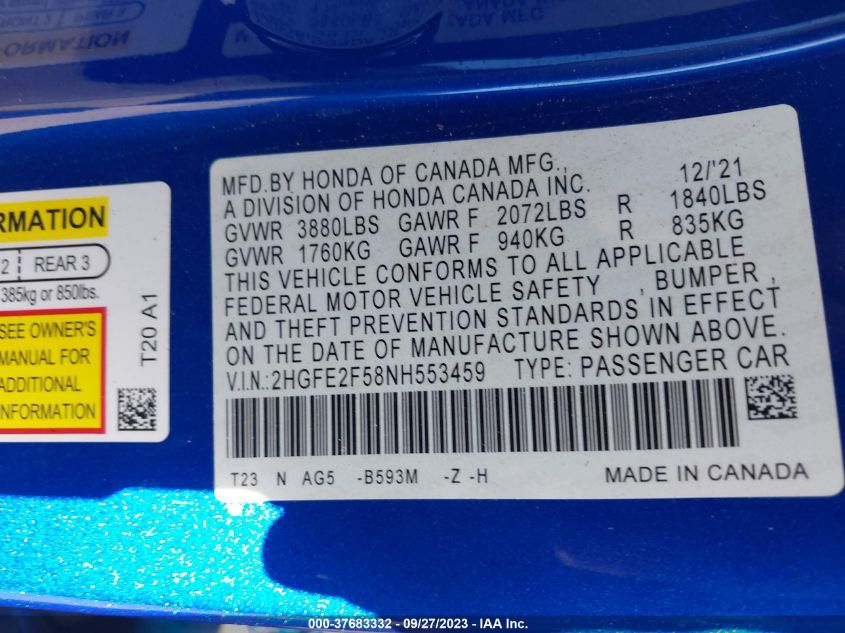 ORMATION
RMATION
2 REAR 3
385kg or 850lbs.
SEE OWNER'S
MANUAL FOR
ADDITIONAL
INFORMATION
T20 A1
MFD.BY HONDA OF CANADA MFG., 12/'21
A DIVISION OF HONDA CANADA INC.
GVWR 3880LBS GAWR F 2072LBS R 1840LBS
GVWR 1760KG GAWR F 940KG R 835KG
THIS VEHICLE CONFORMS TO ALL APPLICABLE
FEDERAL MOTOR VEHICLE SAFETY , BUMPER ,
AND THEFT PREVENTION STANDARDS IN EFFECT
ON THE DATE OF MANUFACTURE SHOWN ABOVE.
V.I.N.:2HGFE2F58NH553459 TYPE: PASSENGER CAR
T23 N AG5 -B593M -Z -H MADE IN CANADA
000-37683332 - 09/27/2023 - IAA Inc.